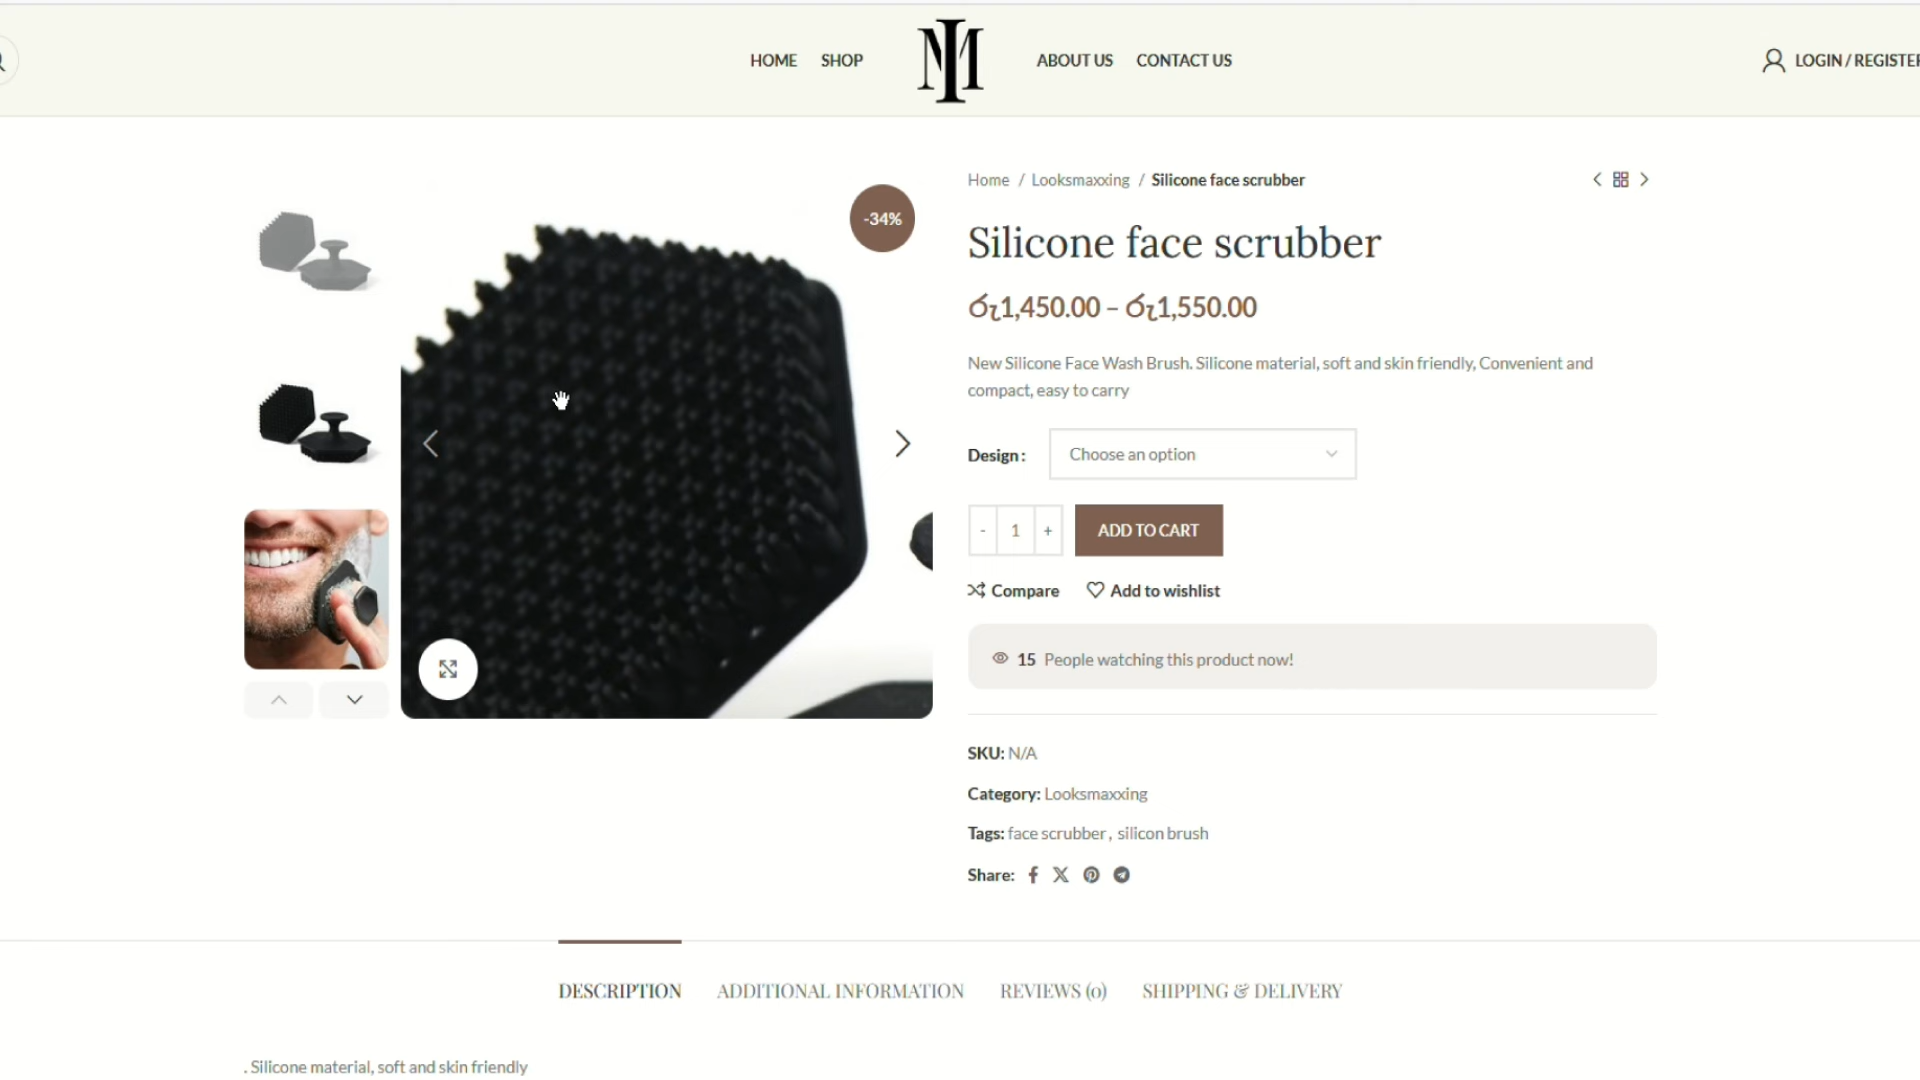 HOME
SHOP
ABOUT US
CONTACT US
LOGIN / REGISTER
-34%
Home / Looksmaxxing / Silicone face scrubber
Silicone face scrubber
රු1,450.00 – රු1,550.00
New Silicone Face Wash Brush. Silicone material, soft and skin friendly, Convenient and
compact, easy to carry
Design :
Choose an option
- 1 +
ADD TO CART
Compare
Add to wishlist
15 People watching this product now!
SKU: N/A
Category: Looksmaxxing
Tags: face scrubber , silicon brush
Share:
DESCRIPTION
ADDITIONAL INFORMATION
REVIEWS (0)
SHIPPING & DELIVERY
. Silicone material, soft and skin friendly